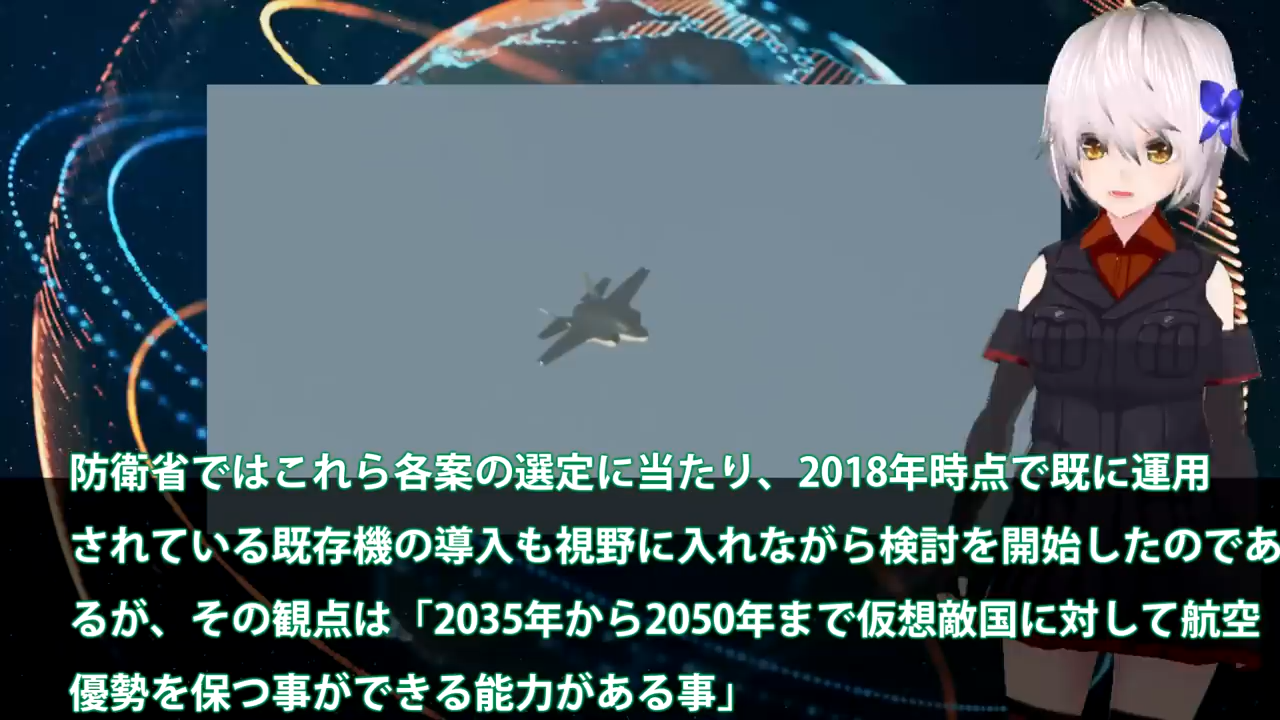 防衛省ではこれら各案の選定に当たり、2018年時点で既に運用
されている既存機の導入も視野に入れながら検討を開始したのであ
るが、その観点は「2035年から2050年まで仮想敵国に対して航空
優勢を保つ事ができる能力がある事」